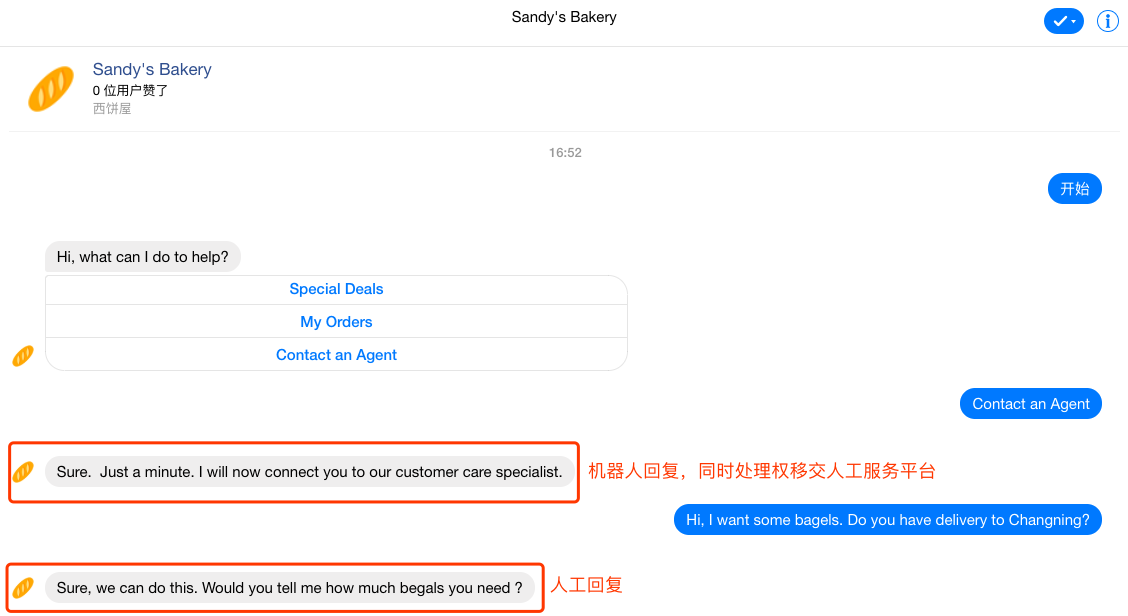 Sandy's Bakery
Sandy's Bakery
0 位用户赞了
西饼屋
16:52
开始
Hi, what can I do to help?
Special Deals
My Orders
Contact an Agent
Contact an Agent
Sure.  Just a minute. I will now connect you to our customer care specialist.
机器人回复，同时处理权移交人工服务平台
Hi, I want some bagels. Do you have delivery to Changning?
Sure, we can do this. Would you tell me how much begals you need ?
人工回复